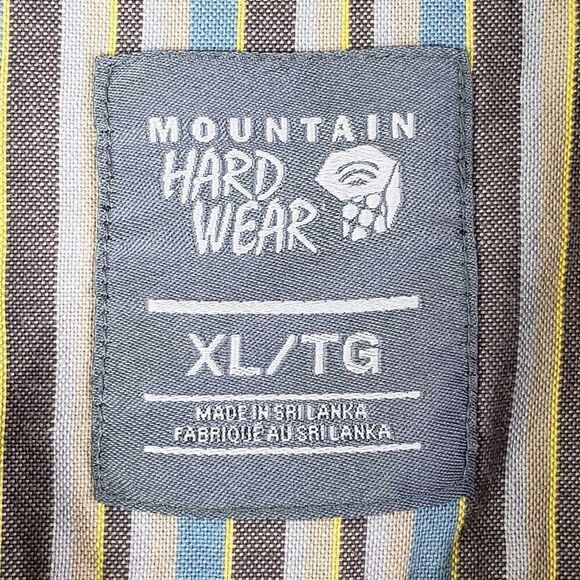 MOUNTAIN
HARD
WEAR
XL/TG
MADE IN SRI LANKA
FABRIQUÉ AU SRI LANKA